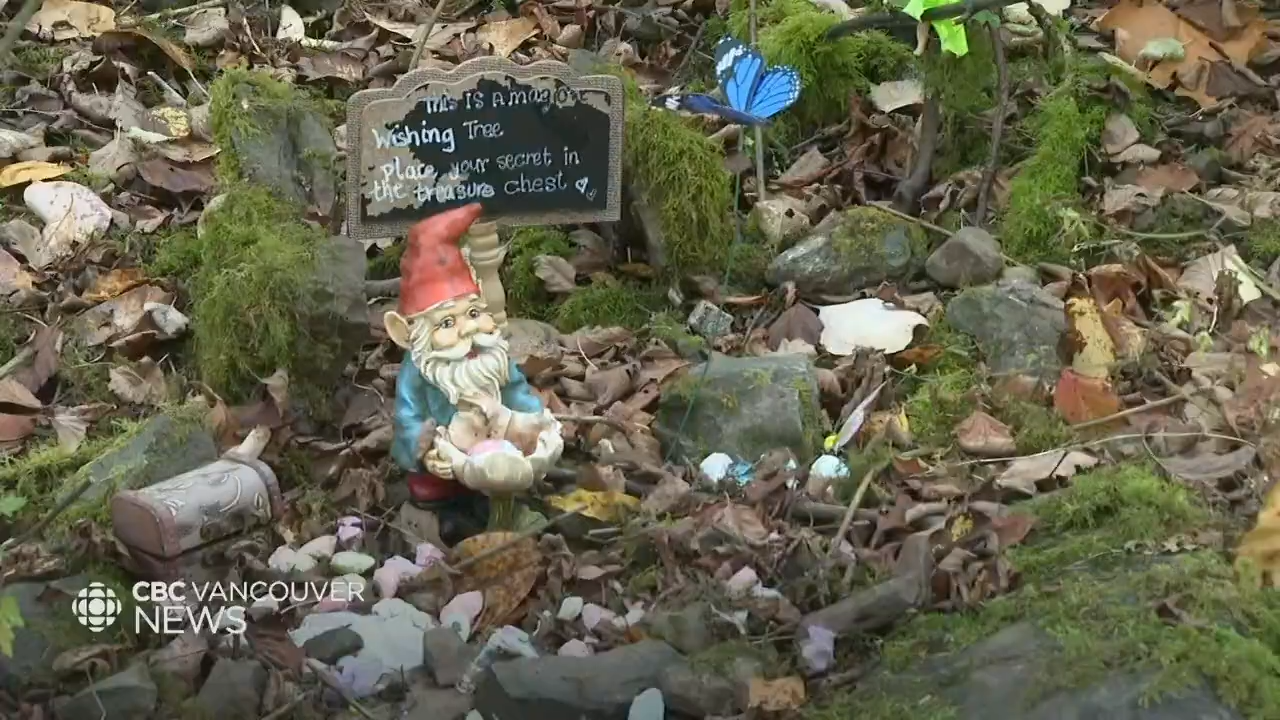 This is a magical
Wishing Tree
place your secret in
the treasure chest
CBC VANCOUVER
NEWS